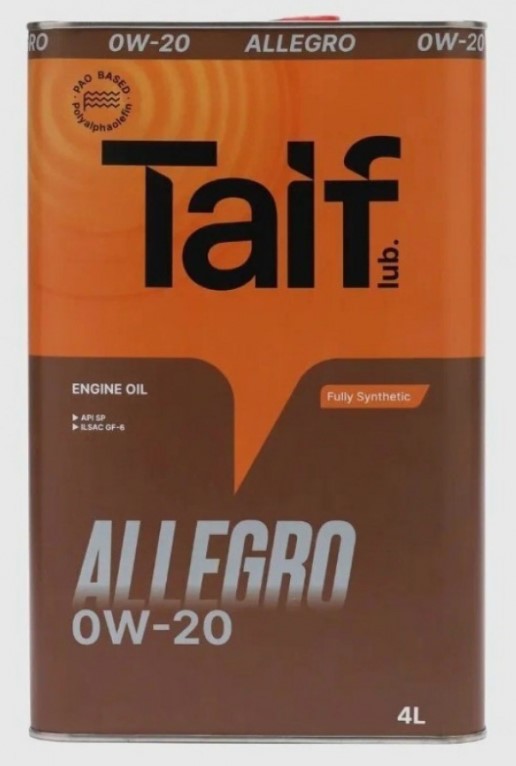 RO 0W-20 ALLEGRO 0W-20
PAO BASED
Polyalphaolefin
Taif
lub.
ENGINE OIL
Fully Synthetic
▶ API SP
▶ ILSAC GF-6
ALLEGRO
0W-20
4L